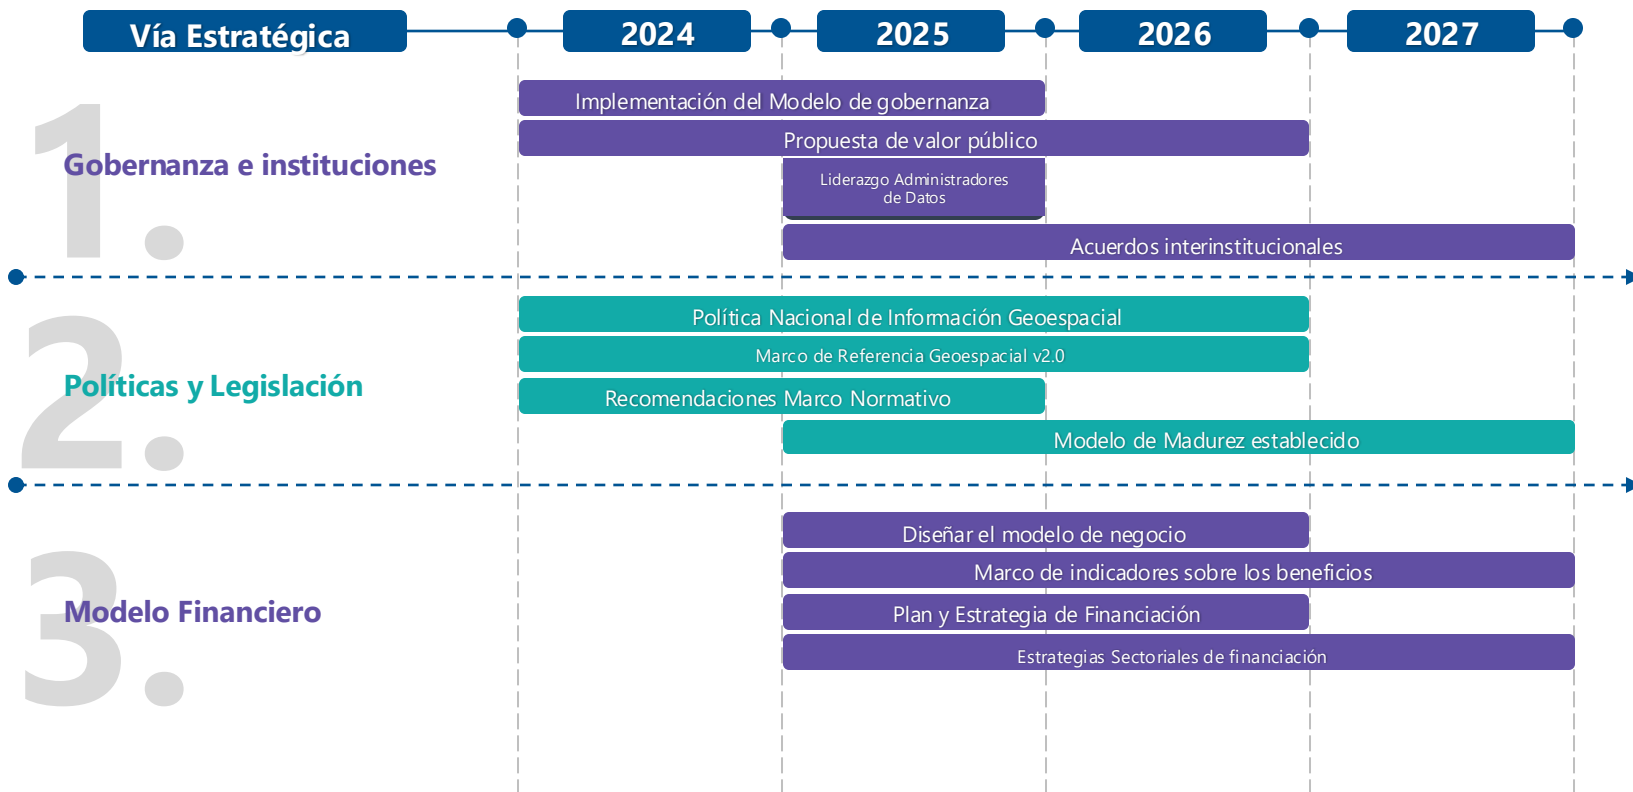 Vía Estratégica 2024 2025 2026 2027
1.
Gobernanza e instituciones
Implementación del Modelo de gobernanza
Propuesta de valor público
Liderazgo Administradores
de Datos
Acuerdos interinstitucionales
2.
Políticas y Legislación
Política Nacional de Información Geoespacial
Marco de Referencia Geoespacial v2.0
Recomendaciones Marco Normativo
Modelo de Madurez establecido
3.
Modelo Financiero
Diseñar el modelo de negocio
Marco de indicadores sobre los beneficios
Plan y Estrategia de Financiación
Estrategias Sectoriales de financiación